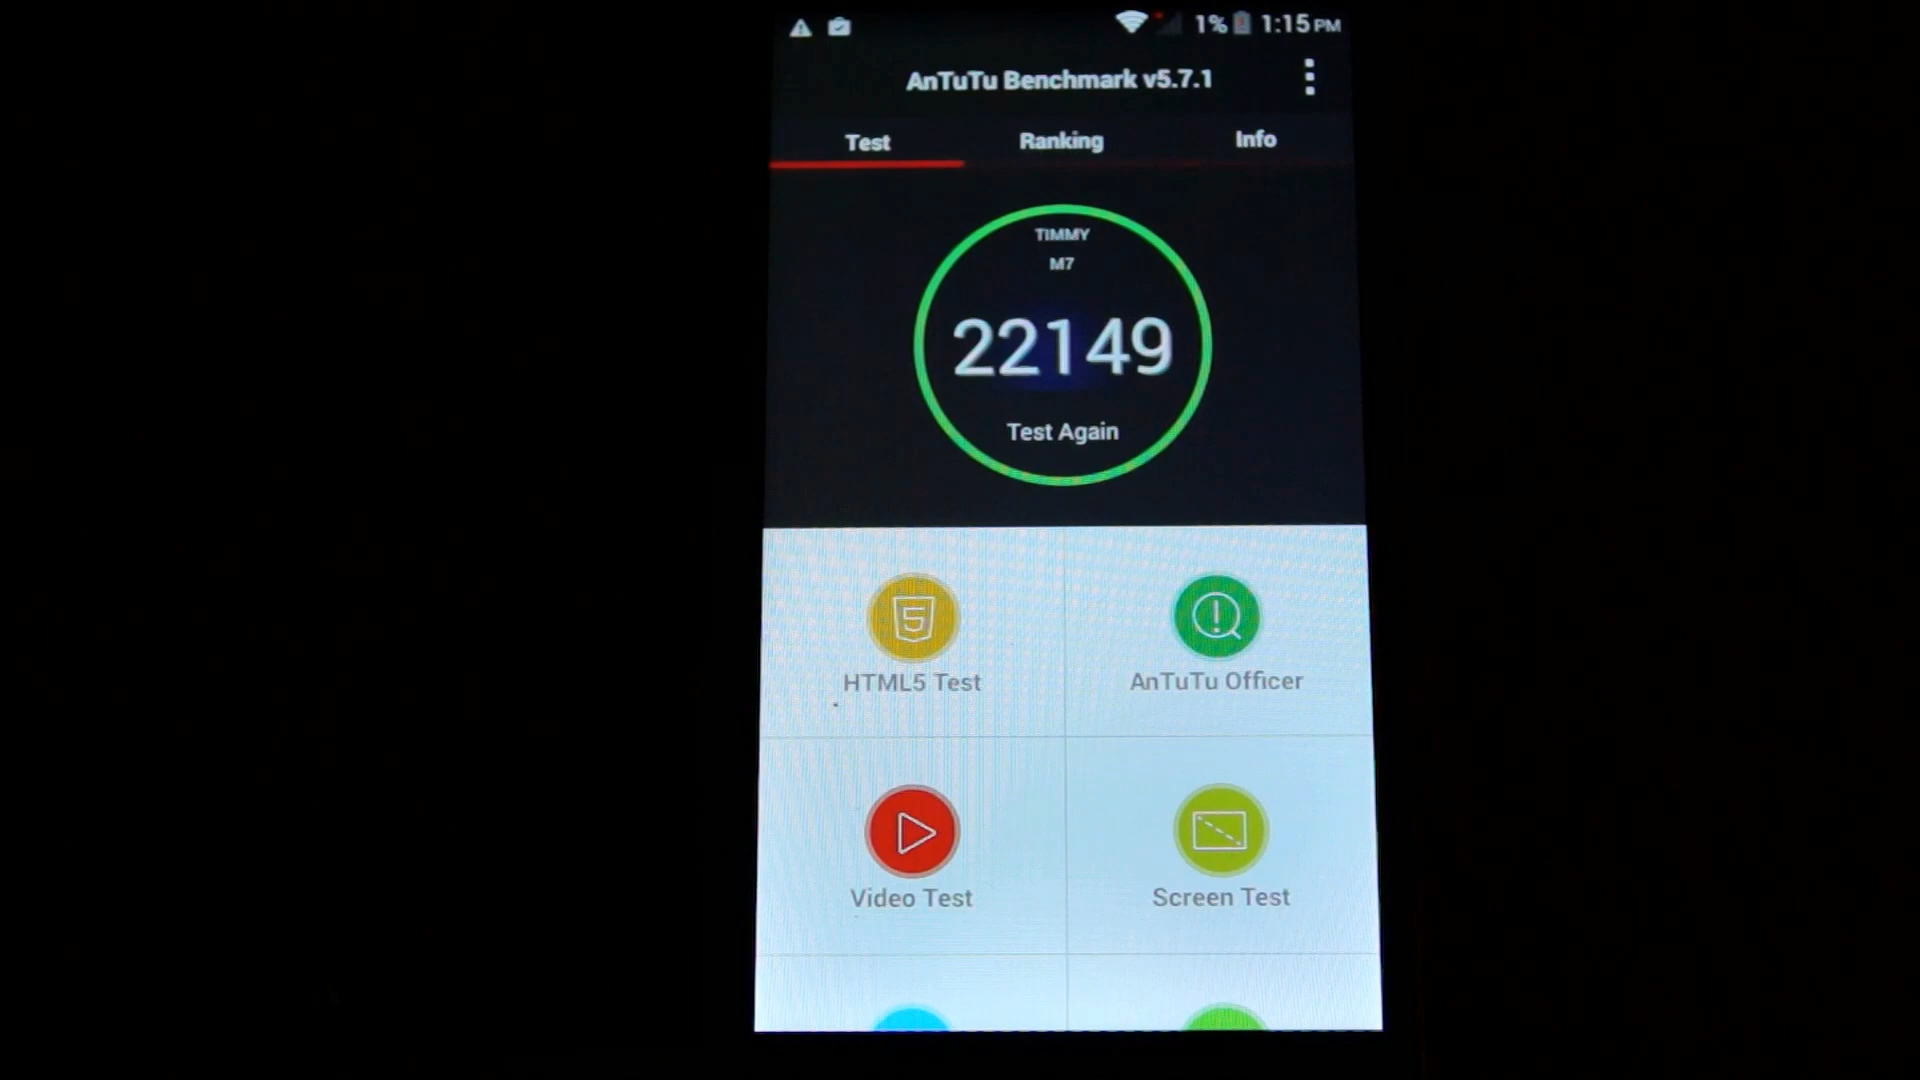 1% 1:15 PM
AnTuTu Benchmark v5.7.1
Test Ranking Info
TIMMY
M7
22149
Test Again
5
HTML5 Test AnTuTu Officer
Video Test Screen Test